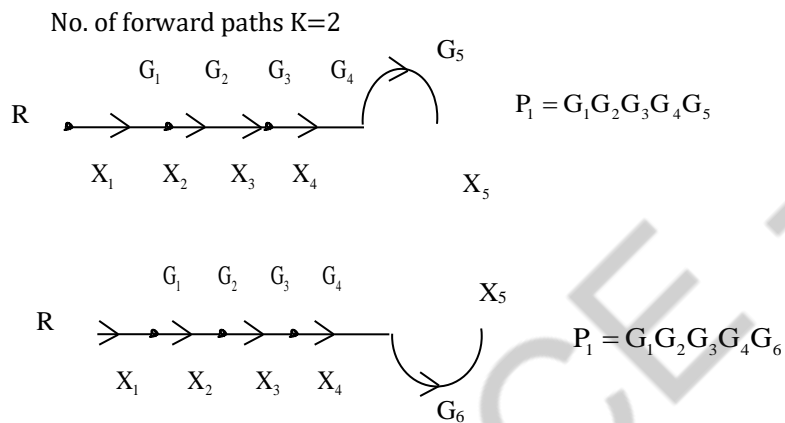 No. of forward paths K=2
G₅
G₁ G₂ G₃ G₄
P₁ = G₁G₂G₃G₄G₅
R
X₁ X₂ X₃ X₄
X₅
G₁ G₂ G₃ G₄
X₅
R
P₁ = G₁G₂G₃G₄G₆
X₁ X₂ X₃ X₄
G₆
CE